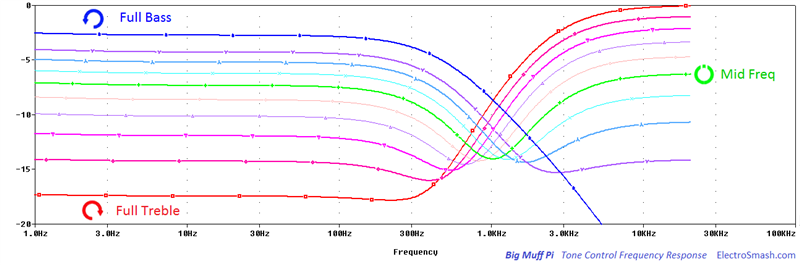 0
Full Bass
-5
Mid Freq
-10
-15
Full Treble
-20
1.0Hz 3.0Hz 10Hz 30Hz 100Hz 300Hz 1.0KHz 3.0KHz 10KHz 30KHz 100KHz
Frequency
Big Muff Pi Tone Control Frequency Response ElectroSmash.com